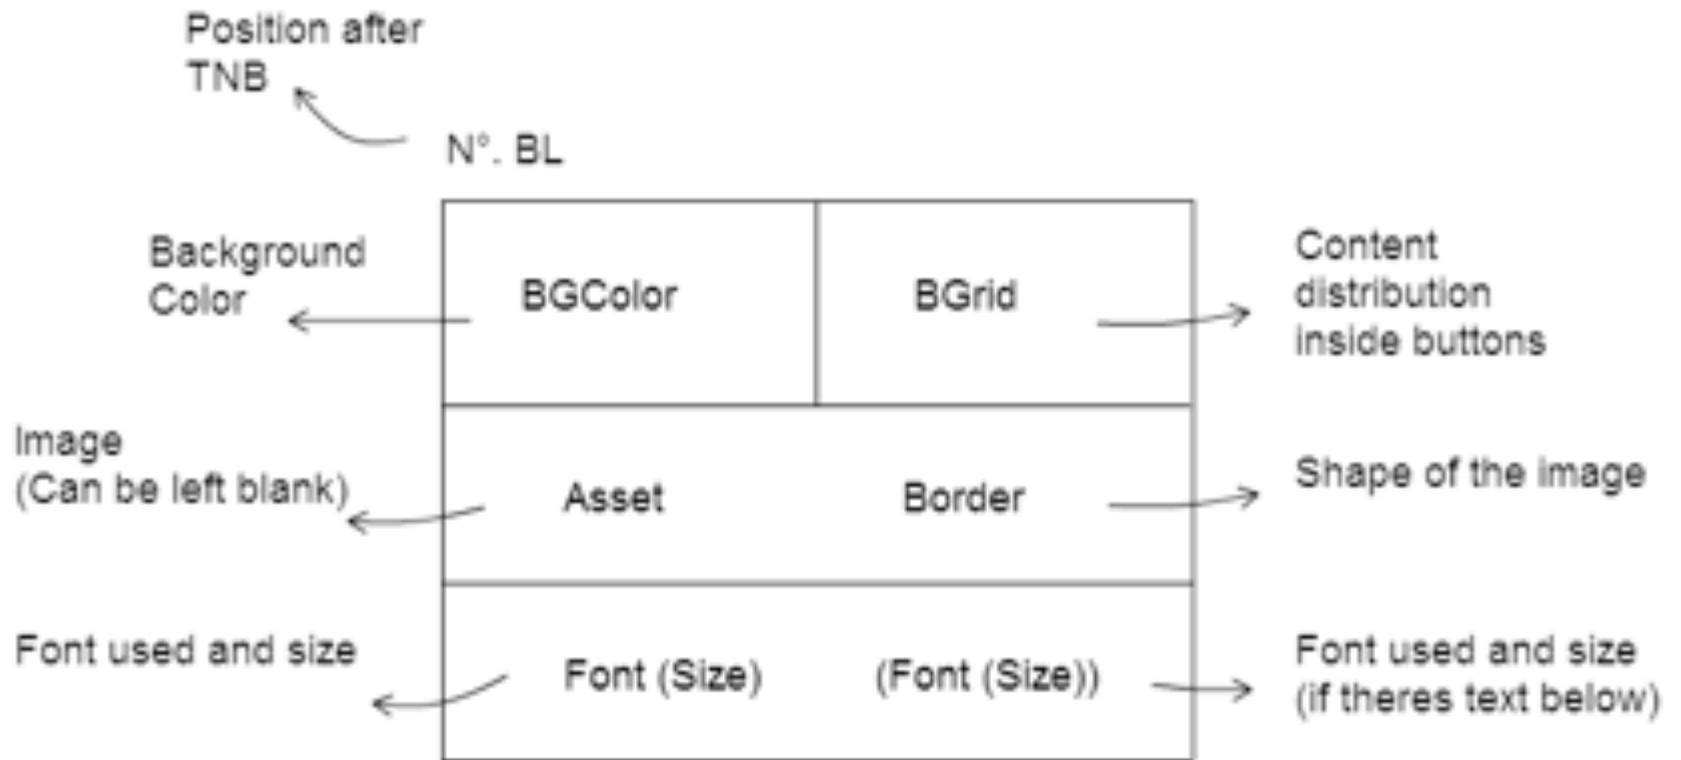 Position after
TNB
N°. BL
Background
Color
BGColor
BGrid
Content
distribution
inside buttons
Image
(Can be left blank)
Asset
Border
Shape of the image
Font used and size
Font (Size)
(Font (Size))
Font used and size
(if theres text below)